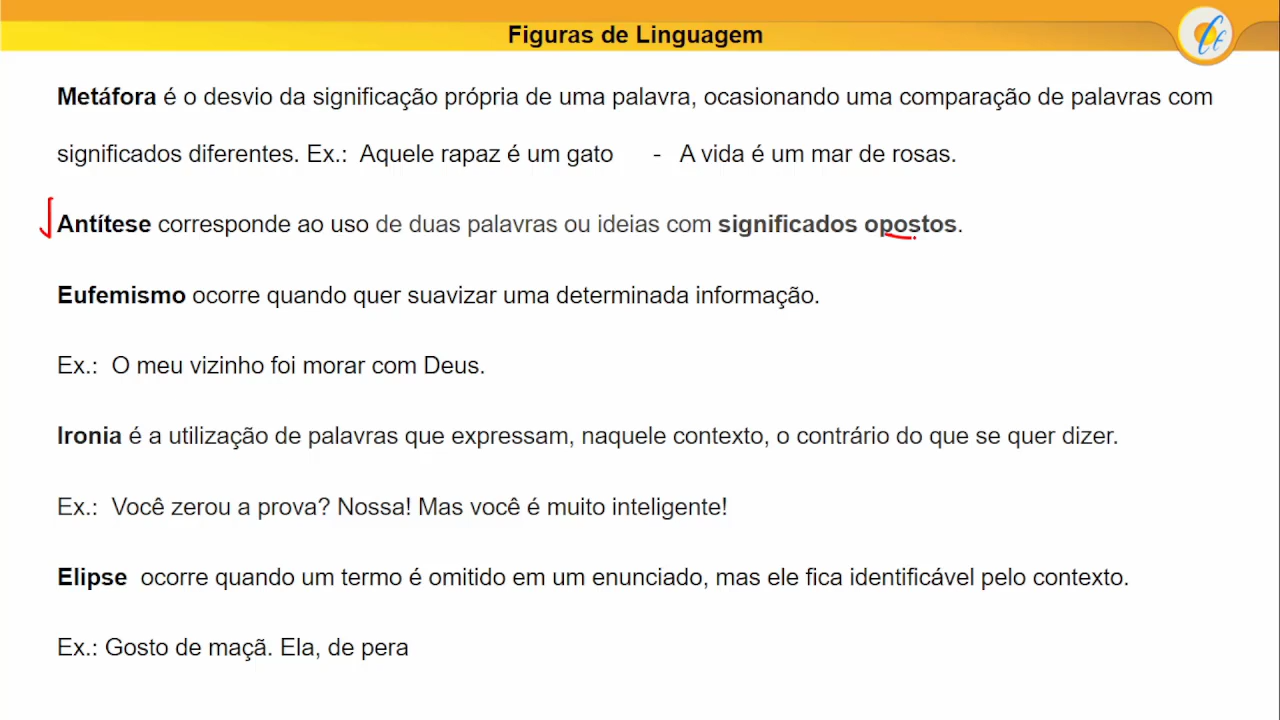 Figuras de Linguagem
Metáfora é o desvio da significação própria de uma palavra, ocasionando uma comparação de palavras com
significados diferentes. Ex.: Aquele rapaz é um gato - A vida é um mar de rosas.
Antítese corresponde ao uso de duas palavras ou ideias com significados opostos.
Eufemismo ocorre quando quer suavizar uma determinada informação.
Ex.: O meu vizinho foi morar com Deus.
Ironia é a utilização de palavras que expressam, naquele contexto, o contrário do que se quer dizer.
Ex.: Você zerou a prova? Nossa! Mas você é muito inteligente!
Elipse ocorre quando um termo é omitido em um enunciado, mas ele fica identificável pelo contexto.
Ex.: Gosto de maçã. Ela, de pera